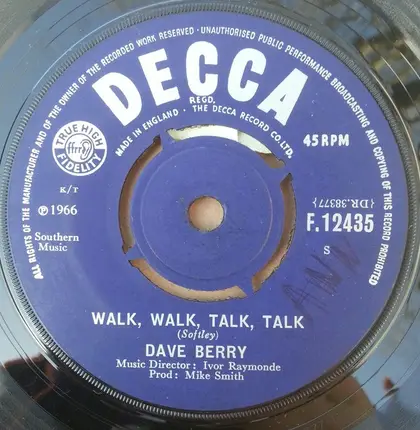 ALL RIGHTS OF THE MANUFACTURER AND OF THE OWNER OF THE RECORDED WORK RESERVED · UNAUTHORISED PUBLIC PERFORMANCE BROADCASTING AND COPYING OF THIS RECORD PROHIBITED
DECCA
REGD.
MADE IN ENGLAND · THE DECCA RECORD CO. LTD.
TRUE HIGH
ffrr
FIDELITY
45 RPM
K/T
℗ 1966
Southern
Music
{DR.38377}
F.12435
S
ANN
WALK, WALK, TALK, TALK
(Softley)
DAVE BERRY
Music Director : Ivor Raymonde
Prod : Mike Smith